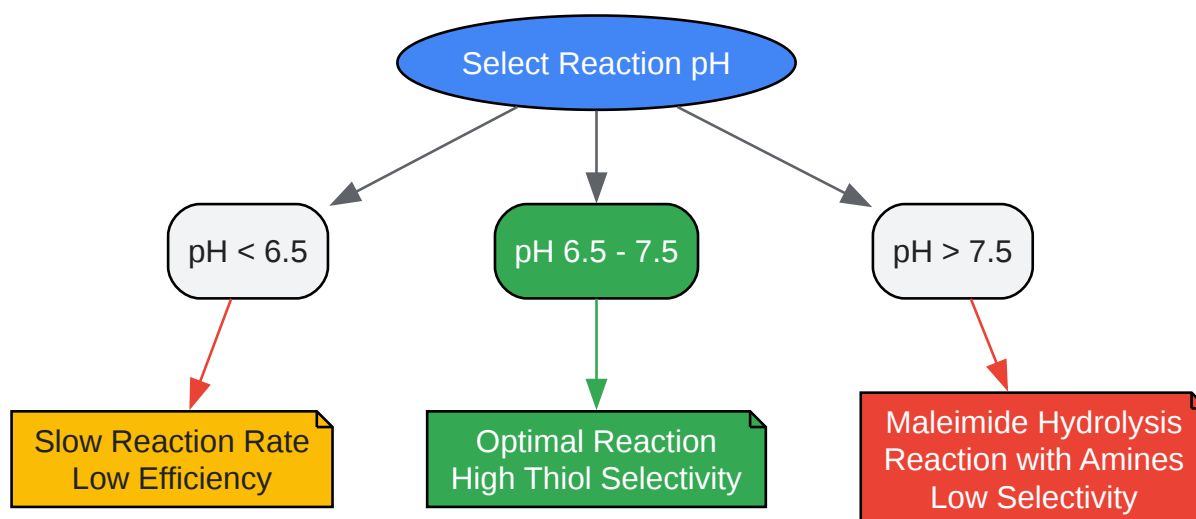 Select Reaction pH
pH < 6.5
pH 6.5 - 7.5
pH > 7.5
Slow Reaction Rate
Low Efficiency
Optimal Reaction
High Thiol Selectivity
Maleimide Hydrolysis
Reaction with Amines
Low Selectivity